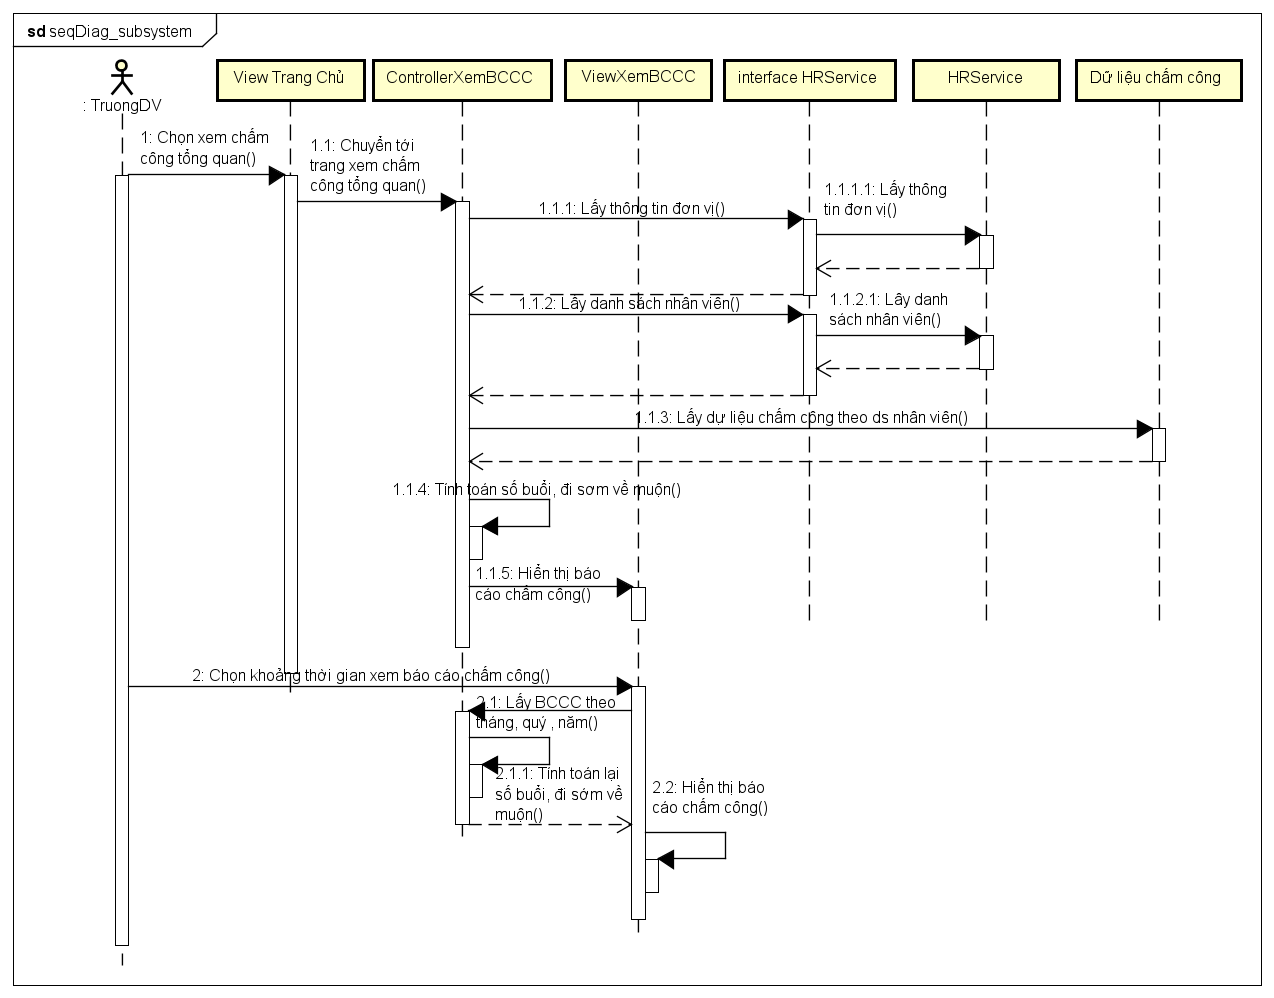 sd seqDiag_subsystem
: TruongDV
View Trang Chủ
ControllerXemBCCC
ViewXemBCCC
interface HRService
HRService
Dữ liệu chấm công
1: Chọn xem chấm
công tổng quan()
1.1: Chuyển tới
trang xem chấm
công tổng quan()
1.1.1: Lấy thông tin đơn vị()
1.1.1.1: Lấy thông
tin đơn vị()
1.1.2: Lấy danh sách nhân viên()
1.1.2.1: Lấy danh
sách nhân viên()
1.1.3: Lấy dự liệu chấm công theo ds nhân viên()
1.1.4: Tính toán số buổi, đi sơm về muộn()
1.1.5: Hiển thị báo
cáo chấm công()
2: Chọn khoảng thời gian xem báo cáo chấm công()
2.1: Lấy BCCC theo
tháng, quý , năm()
2.1.1: Tính toán lại
số buổi, đi sớm về
muộn()
2.2: Hiển thị báo
cáo chấm công()